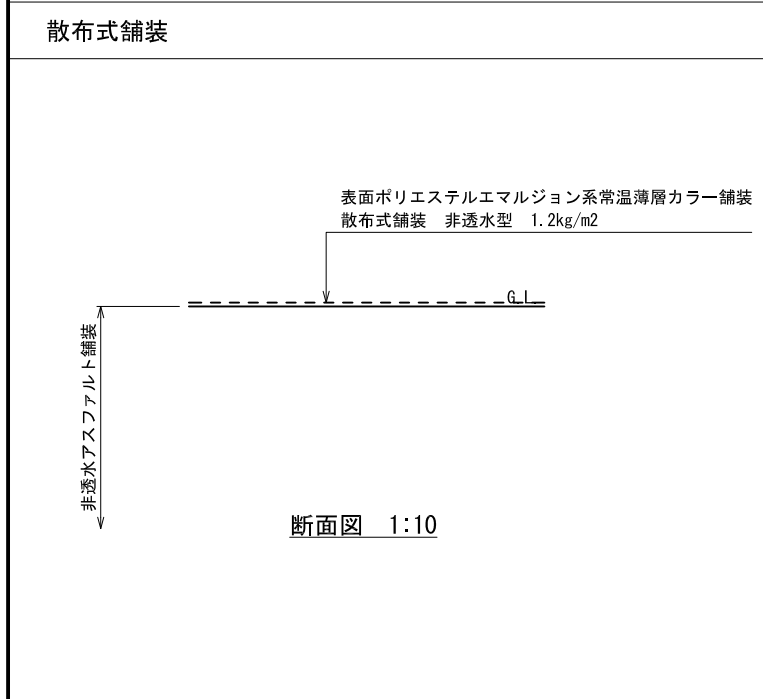 散布式舗装
表面ポリエステルエマルジョン系常温薄層カラー舗装
散布式舗装　非透水型　1.2kg/m2
G.L.
非透水アスファルト舗装
断面図　1:10